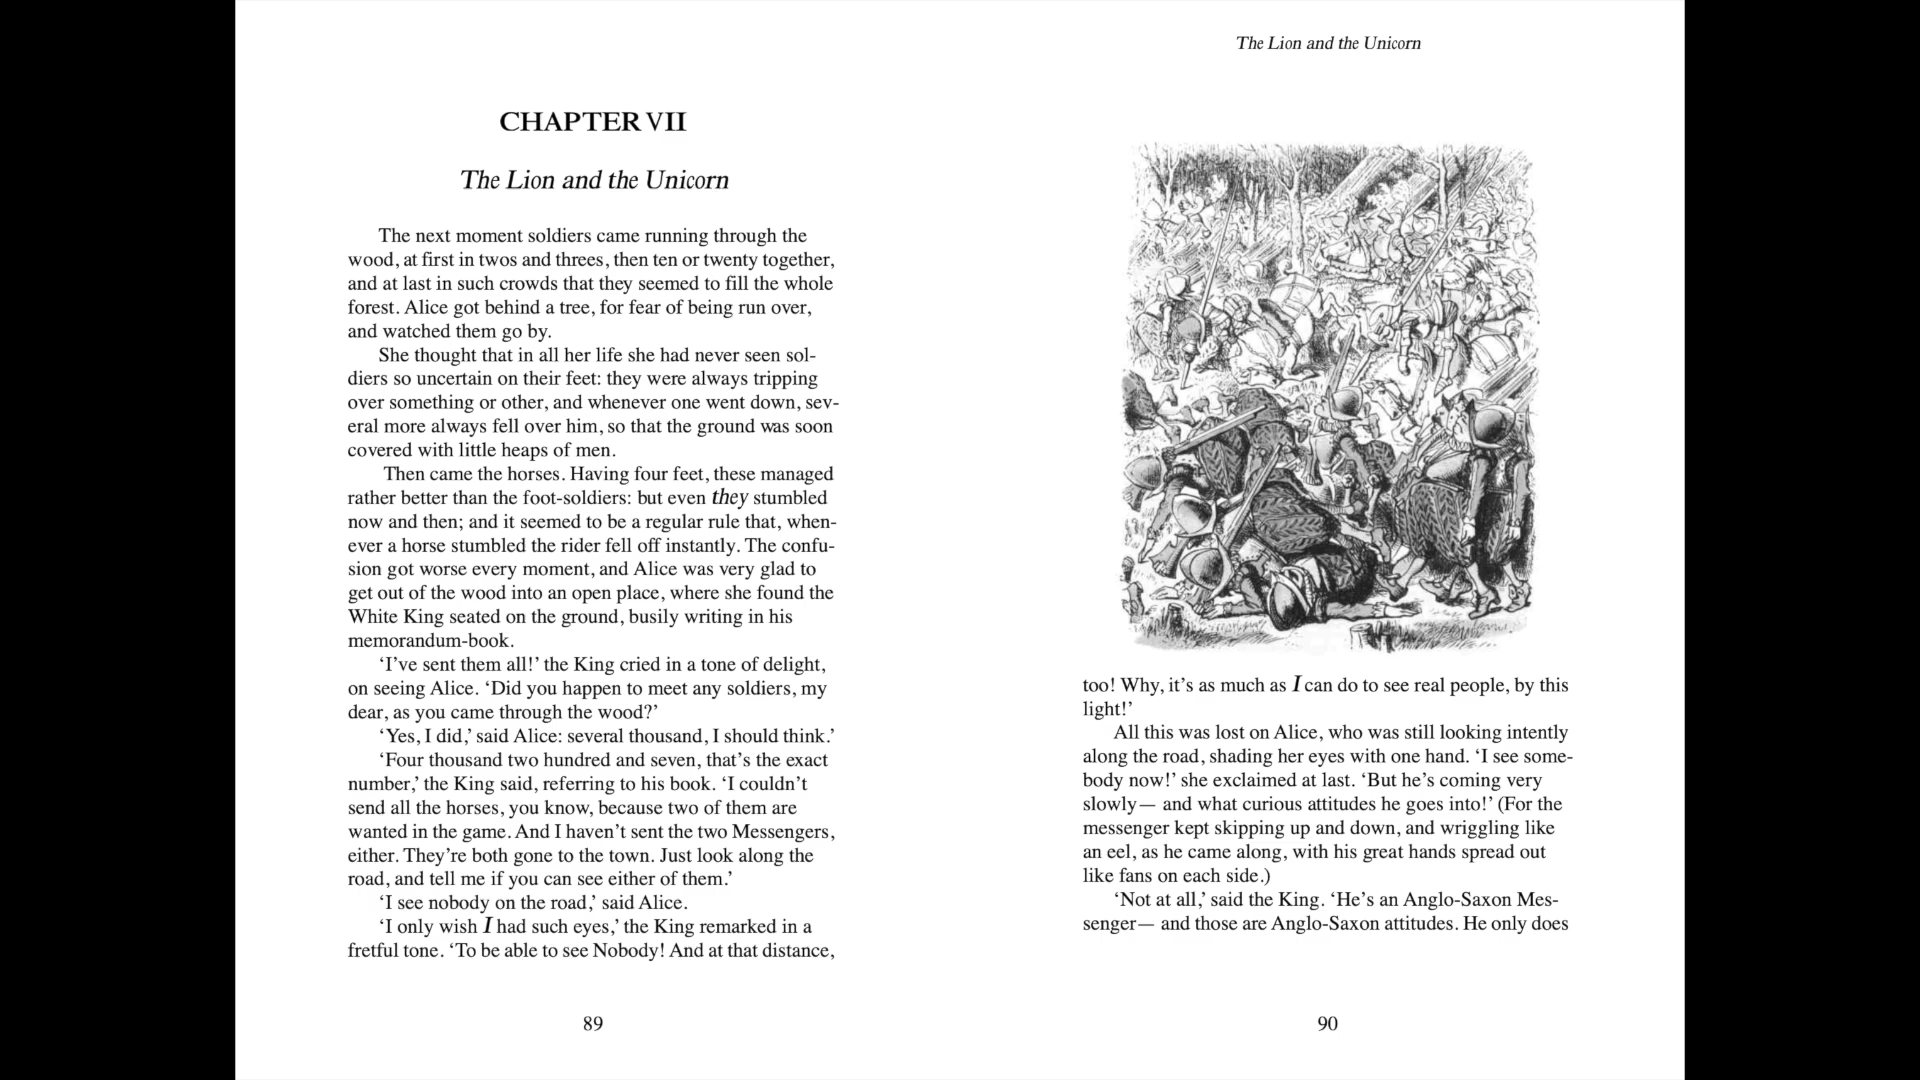 CHAPTER VII
The Lion and the Unicorn
The next moment soldiers came running through the
wood, at first in twos and threes, then ten or twenty together,
and at last in such crowds that they seemed to fill the whole
forest. Alice got behind a tree, for fear of being run over,
and watched them go by.
She thought that in all her life she had never seen sol-
diers so uncertain on their feet: they were always tripping
over something or other, and whenever one went down, sev-
eral more always fell over him, so that the ground was soon
covered with little heaps of men.
Then came the horses. Having four feet, these managed
rather better than the foot-soldiers: but even they stumbled
now and then; and it seemed to be a regular rule that, when-
ever a horse stumbled the rider fell off instantly. The confu-
sion got worse every moment, and Alice was very glad to
get out of the wood into an open place, where she found the
White King seated on the ground, busily writing in his
memorandum-book.
‘I’ve sent them all!’ the King cried in a tone of delight,
on seeing Alice. ‘Did you happen to meet any soldiers, my
dear, as you came through the wood?’
‘Yes, I did,’ said Alice: several thousand, I should think.’
‘Four thousand two hundred and seven, that’s the exact
number,’ the King said, referring to his book. ‘I couldn’t
send all the horses, you know, because two of them are
wanted in the game. And I haven’t sent the two Messengers,
either. They’re both gone to the town. Just look along the
road, and tell me if you can see either of them.’
‘I see nobody on the road,’ said Alice.
‘I only wish I had such eyes,’ the King remarked in a
fretful tone. ‘To be able to see Nobody! And at that distance,
89
The Lion and the Unicorn
too! Why, it’s as much as I can do to see real people, by this
light!’
All this was lost on Alice, who was still looking intently
along the road, shading her eyes with one hand. ‘I see some-
body now!’ she exclaimed at last. ‘But he’s coming very
slowly— and what curious attitudes he goes into!’ (For the
messenger kept skipping up and down, and wriggling like
an eel, as he came along, with his great hands spread out
like fans on each side.)
‘Not at all,’ said the King. ‘He’s an Anglo-Saxon Mes-
senger— and those are Anglo-Saxon attitudes. He only does
90